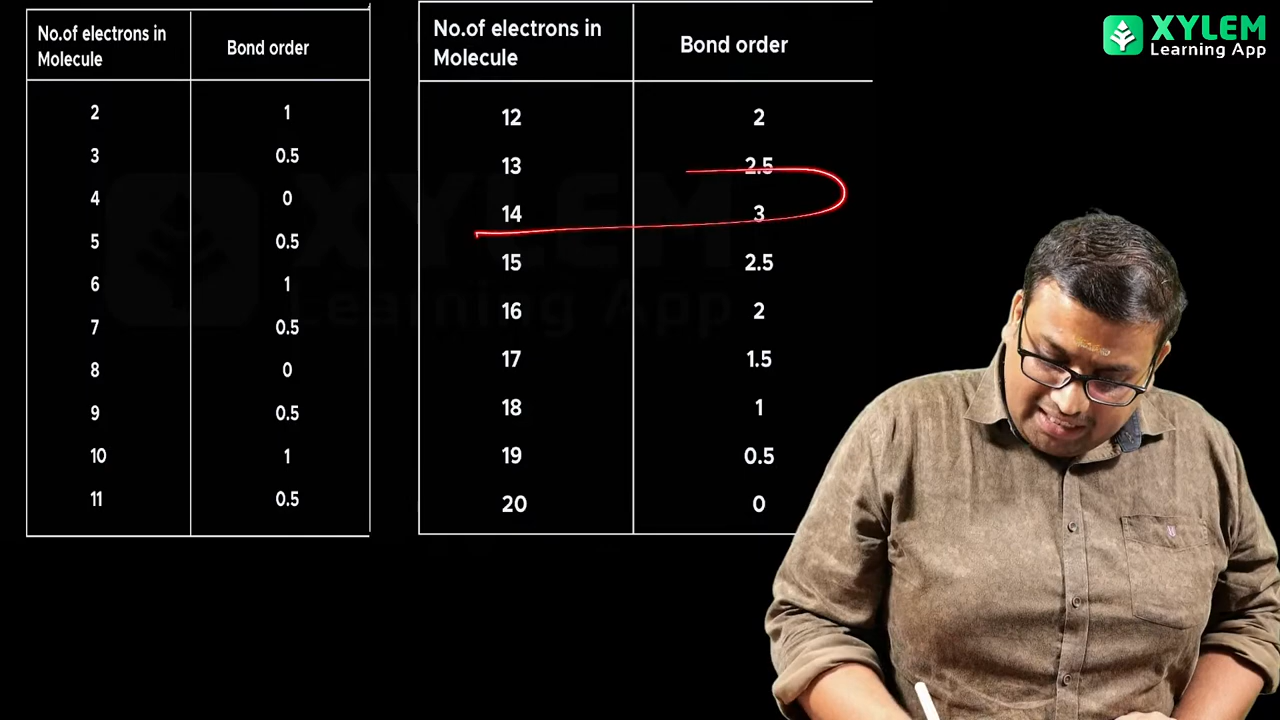 No.of electrons in
Molecule
Bond order
2 1
3 0.5
4 0
5 0.5
6 1
7 0.5
8 0
9 0.5
10 1
11 0.5
No.of electrons in
Molecule
Bond order
12 2
13 2.5
14 3
15 2.5
16 2
17 1.5
18 1
19 0.5
20 0
XYLEM
Learning App
XYLEM
Learning App